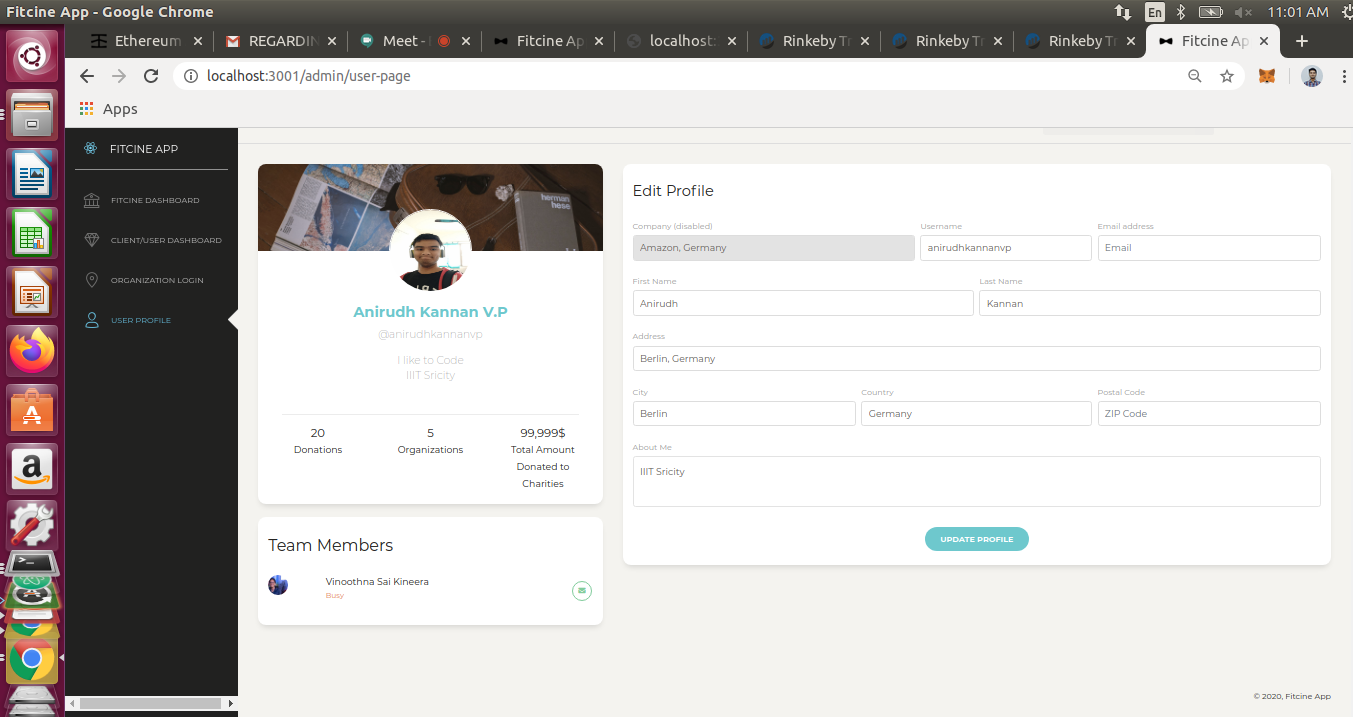 Fitcine App - Google Chrome
En
11:01 AM
Ethereum
REGARDIN
Meet -
Fitcine Ap
localhost:
Rinkeby Tr
Rinkeby Tr
Rinkeby Tr
Fitcine Ap
localhost:3001/admin/user-page
Apps
FITCINE APP
FITCINE DASHBOARD
CLIENT/USER DASHBOARD
ORGANIZATION LOGIN
USER PROFILE
herman
hese
Anirudh Kannan V.P
@anirudhkannanvp
I like to Code
IIIT Sricity
20
Donations
5
Organizations
99,999$
Total Amount
Donated to
Charities
Team Members
Vinoothna Sai Kineera
Busy
Edit Profile
Company (disabled)
Username
Email address
Amazon, Germany
anirudhkannanvp
Email
First Name
Last Name
Anirudh
Kannan
Address
Berlin, Germany
City
Country
Postal Code
Berlin
Germany
ZIP Code
About Me
IIIT Sricity
UPDATE PROFILE
© 2020, Fitcine App